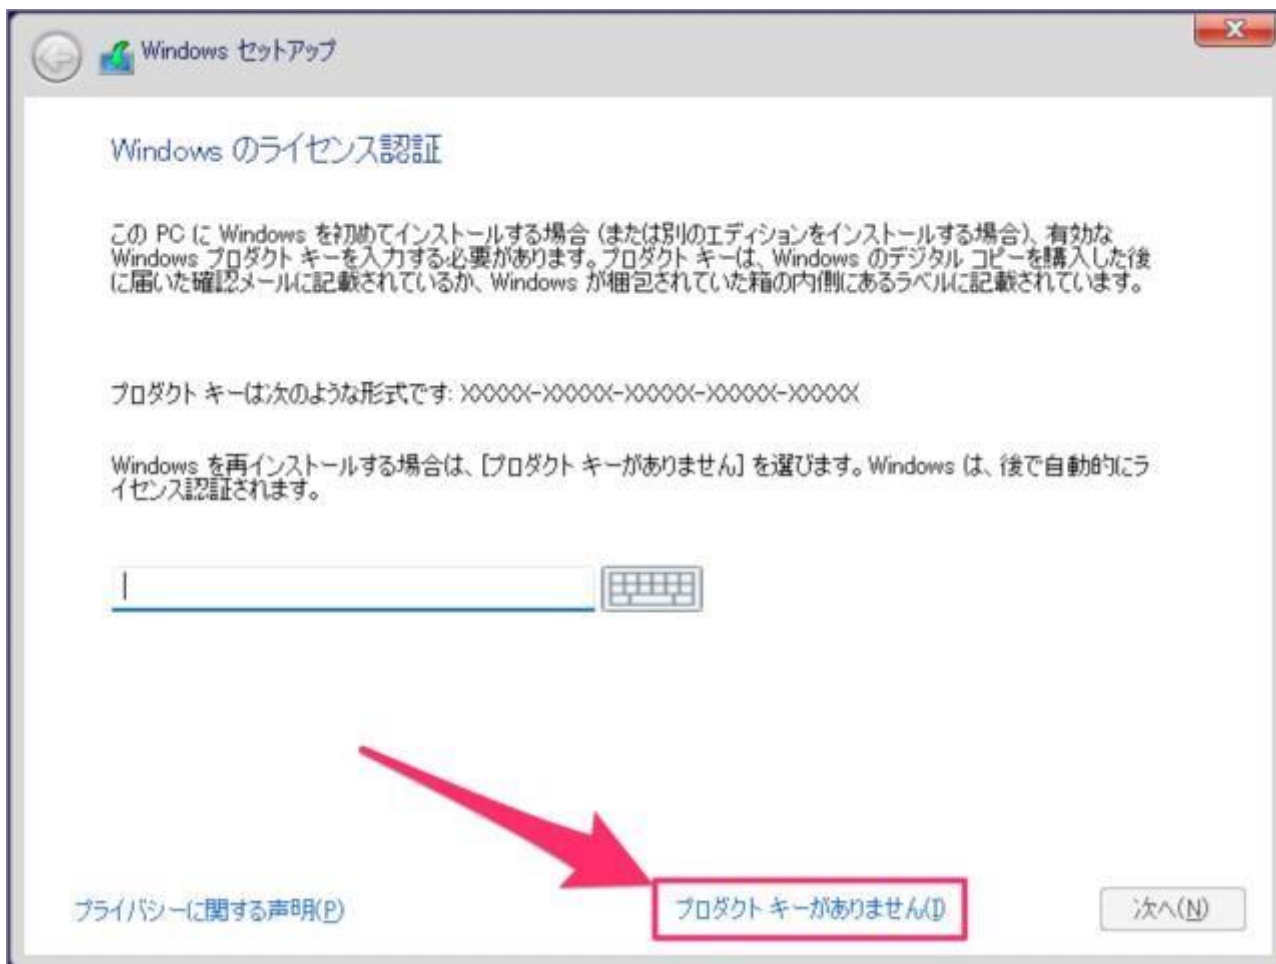 Windows セットアップ
Windows のライセンス認証
この PC に Windows を初めてインストールする場合 (または別のエディションをインストールする場合)、有効な
Windows プロダクト キーを入力する必要があります。プロダクト キーは、Windows のデジタル コピーを購入した後
に届いた確認メールに記載されているか、Windows が梱包されていた箱の内側にあるラベルに記載されています。
プロダクト キーは次のような形式です: XXXXX-XXXXX-XXXXX-XXXXX-XXXXX
Windows を再インストールする場合は、[プロダクト キーがありません] を選びます。Windows は、後で自動的にラ
イセンス認証されます。
プライバシーに関する声明(P)
プロダクト キーがありません(I)
次へ(N)